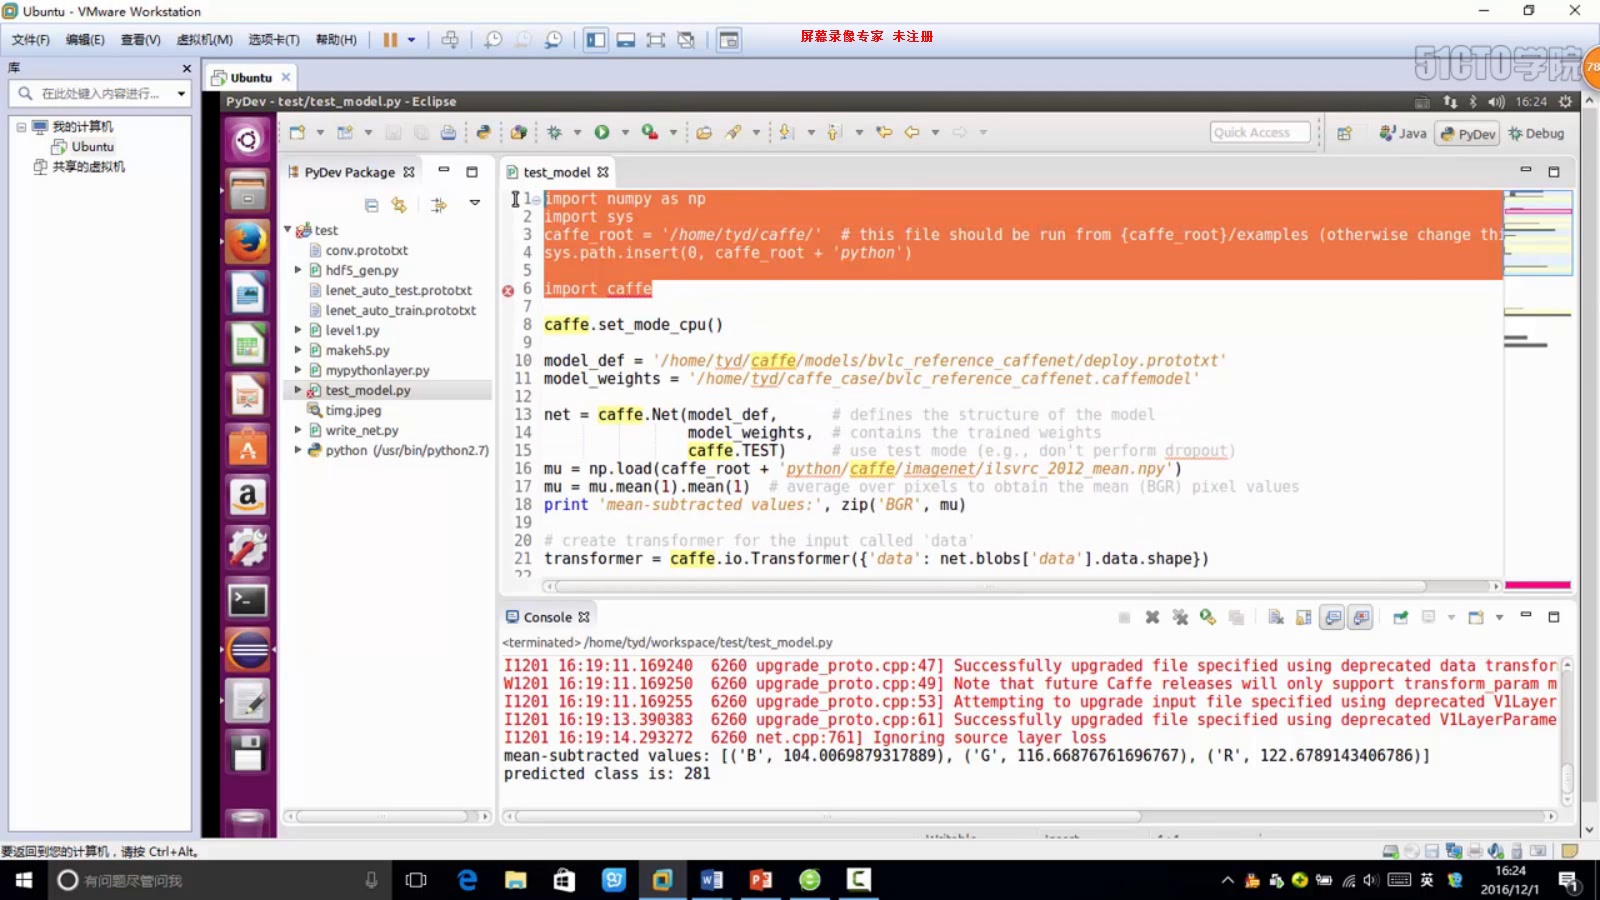 Ubuntu - VMware Workstation
文件(F) 编辑(E) 查看(V) 虚拟机(M) 选项卡(T) 帮助(H)
屏幕录像专家 未注册
51CTO学院
78
库
在此处键入内容进行...
我的计算机
Ubuntu
共享的虚拟机
Ubuntu
PyDev - test/test_model.py - Eclipse
16:24
Quick Access
Java
PyDev
Debug
PyDev Package
test
conv.prototxt
hdf5_gen.py
lenet_auto_test.prototxt
lenet_auto_train.prototxt
level1.py
makeh5.py
mypythonlayer.py
test_model.py
timg.jpeg
write_net.py
python (/usr/bin/python2.7)
test_model
1 import numpy as np
2 import sys
3 caffe_root = '/home/tyd/caffe/'  # this file should be run from {caffe_root}/examples (otherwise change thi
4 sys.path.insert(0, caffe_root + 'python')
5
6 import caffe
7
8 caffe.set_mode_cpu()
9
10 model_def = '/home/tyd/caffe/models/bvlc_reference_caffenet/deploy.prototxt'
11 model_weights = '/home/tyd/caffe_case/bvlc_reference_caffenet.caffemodel'
12
13 net = caffe.Net(model_def,      # defines the structure of the model
14                 model_weights,  # contains the trained weights
15                 caffe.TEST)     # use test mode (e.g., don't perform dropout)
16 mu = np.load(caffe_root + 'python/caffe/imagenet/ilsvrc_2012_mean.npy')
17 mu = mu.mean(1).mean(1)  # average over pixels to obtain the mean (BGR) pixel values
18 print 'mean-subtracted values:', zip('BGR', mu)
19
20 # create transformer for the input called 'data'
21 transformer = caffe.io.Transformer({'data': net.blobs['data'].data.shape})
22
Console
<terminated> /home/tyd/workspace/test/test_model.py
I1201 16:19:11.169240  6260 upgrade_proto.cpp:47] Successfully upgraded file specified using deprecated data transfor
W1201 16:19:11.169250  6260 upgrade_proto.cpp:49] Note that future Caffe releases will only support transform_param m
I1201 16:19:11.169255  6260 upgrade_proto.cpp:53] Attempting to upgrade input file specified using deprecated V1Layer
I1201 16:19:13.390383  6260 upgrade_proto.cpp:61] Successfully upgraded file specified using deprecated V1LayerParame
I1201 16:19:14.293272  6260 net.cpp:761] Ignoring source layer loss
mean-subtracted values: [('B', 104.0069879317889), ('G', 116.66876761696767), ('R', 122.6789143406786)]
predicted class is: 281
要返回到您的计算机，请按 Ctrl+Alt。
有问题尽管问我
英
16:24
2016/12/1
1